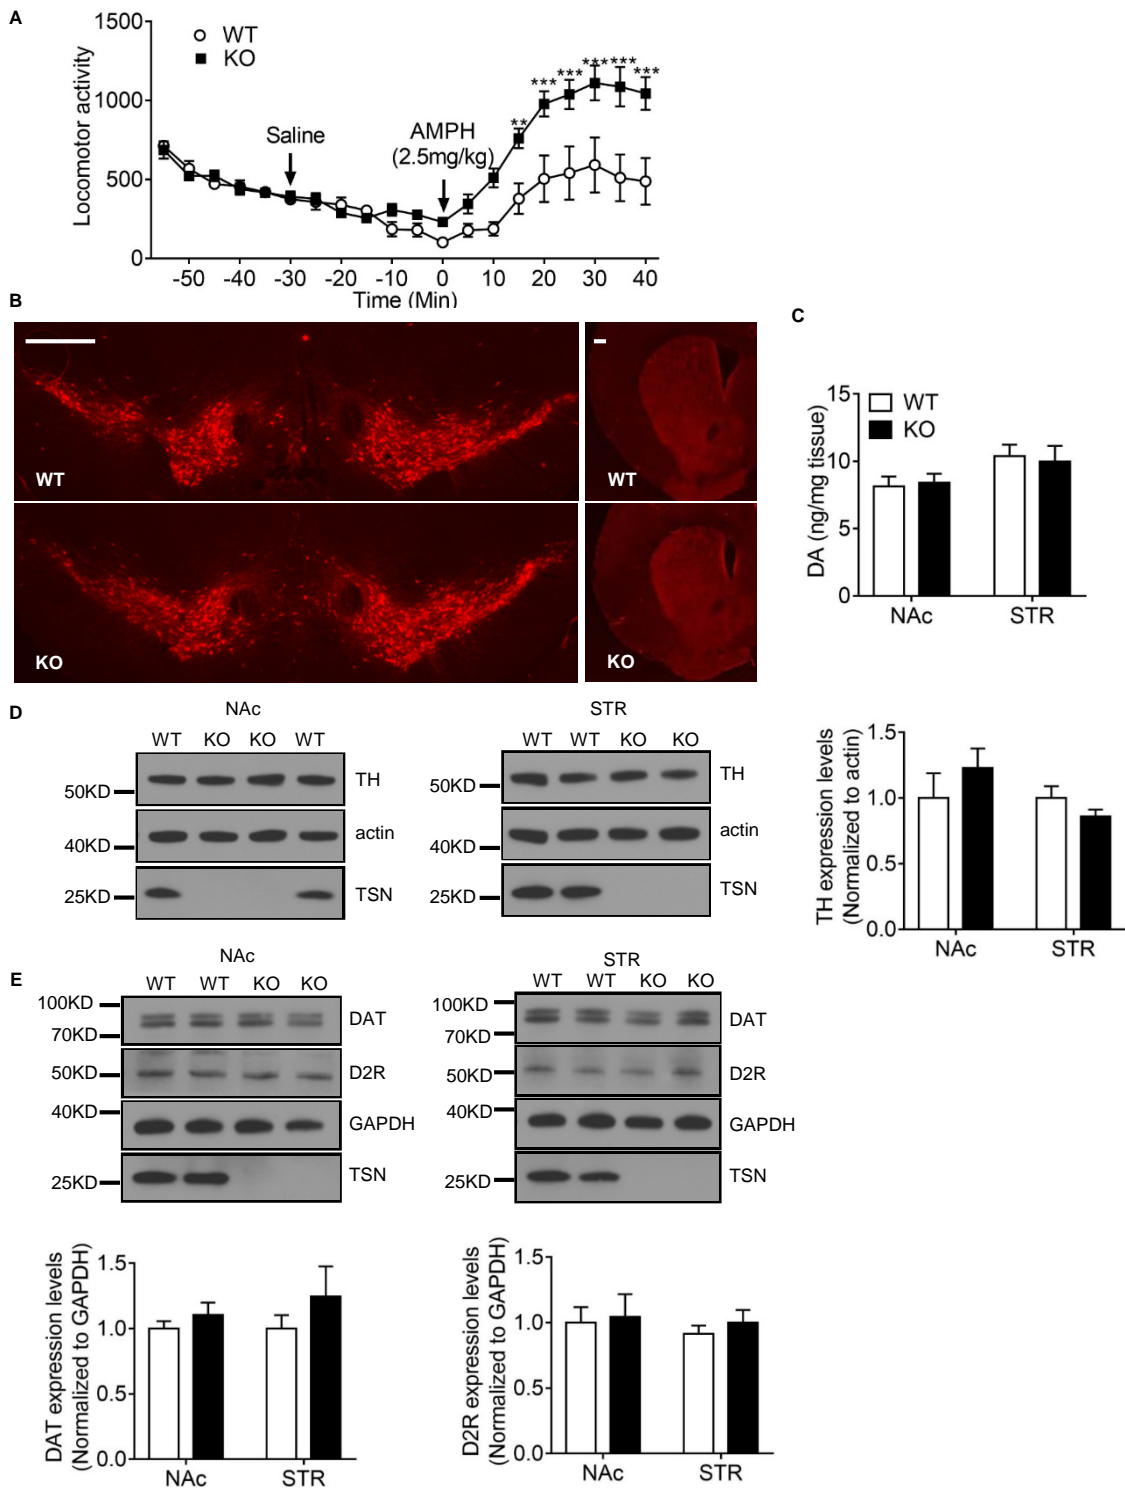 A
1500
1000
500
0
Locomotor activity
WT
KO
Saline
AMPH
(2.5mg/kg)
**
***
***
***
***
***
-50 -40 -30 -20 -10 0 10 20 30 40
Time (Min)
B
WT
WT
KO
KO
C
15
10
5
0
DA (ng/mg tissue)
WT
KO
NAc STR
D
NAc
WT KO KO WT
50KD TH
40KD actin
25KD TSN
STR
WT WT KO KO
50KD TH
40KD actin
25KD TSN
1.5
1.0
0.5
0.0
TH expression levels
(Normalized to actin)
NAc STR
E
NAc
WT WT KO KO
100KD
70KD DAT
50KD D2R
40KD GAPDH
25KD TSN
STR
WT WT KO KO
100KD
70KD DAT
50KD D2R
40KD GAPDH
25KD TSN
1.5
1.0
0.5
0.0
DAT expression levels
(Normalized to GAPDH)
NAc STR
1.5
1.0
0.5
0.0
D2R expression levels
(Normalized to GAPDH)
NAc STR